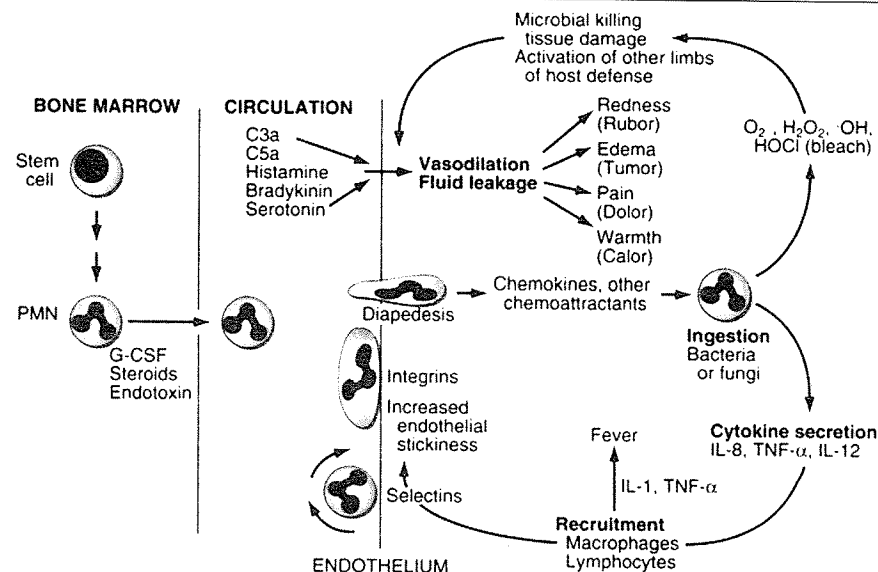 Microbial killing
tissue damage
Activation of other limbs
of host defense
BONE MARROW
CIRCULATION
Stem
cell
C3a
C5a
Histamine
Bradykinin
Serotonin
Vasodilation
Fluid leakage
Redness
(Rubor)
Edema
(Tumor)
Pain
(Dolor)
Warmth
(Calor)
O₂, H₂O₂, ·OH,
HOCl (bleach)
PMN
G-CSF
Steroids
Endotoxin
Diapedesis
Chemokines, other
chemoattractants
Ingestion
Bacteria
or fungi
Integrins
Increased
endothelial
stickiness
Selectins
Fever
IL-1, TNF-α
Cytokine secretion
IL-8, TNF-α, IL-12
Recruitment
Macrophages
Lymphocytes
ENDOTHELIUM